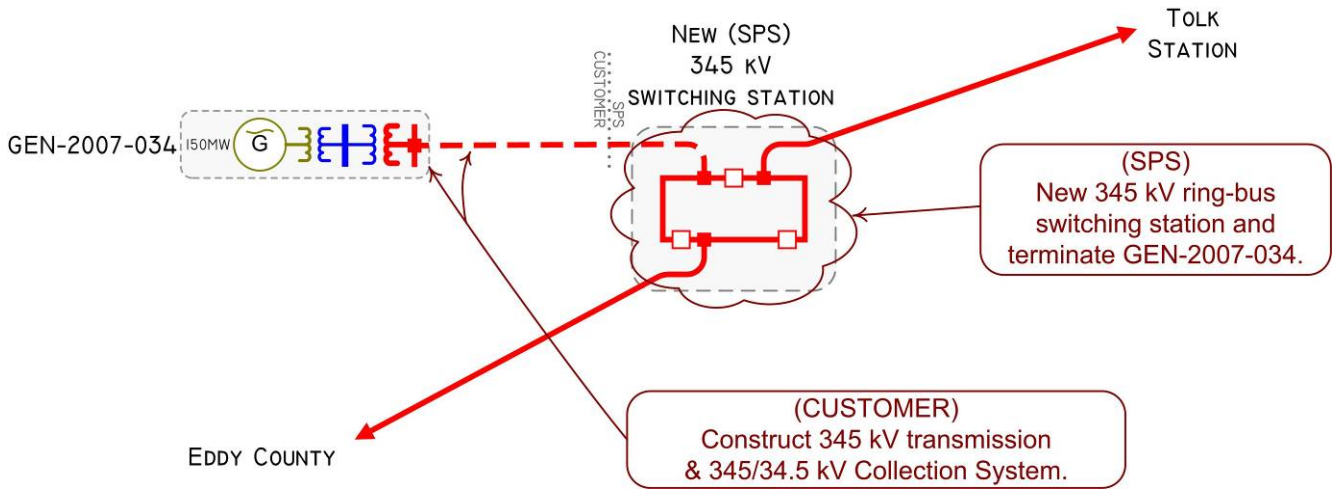 TOLK
STATION
NEW (SPS)
345 KV
SWITCHING STATION
CUSTOMER
SPS
GEN-2007-034
150MW
G
(SPS)
New 345 kV ring-bus
switching station and
terminate GEN-2007-034.
(CUSTOMER)
Construct 345 kV transmission
& 345/34.5 kV Collection System.
EDDY COUNTY